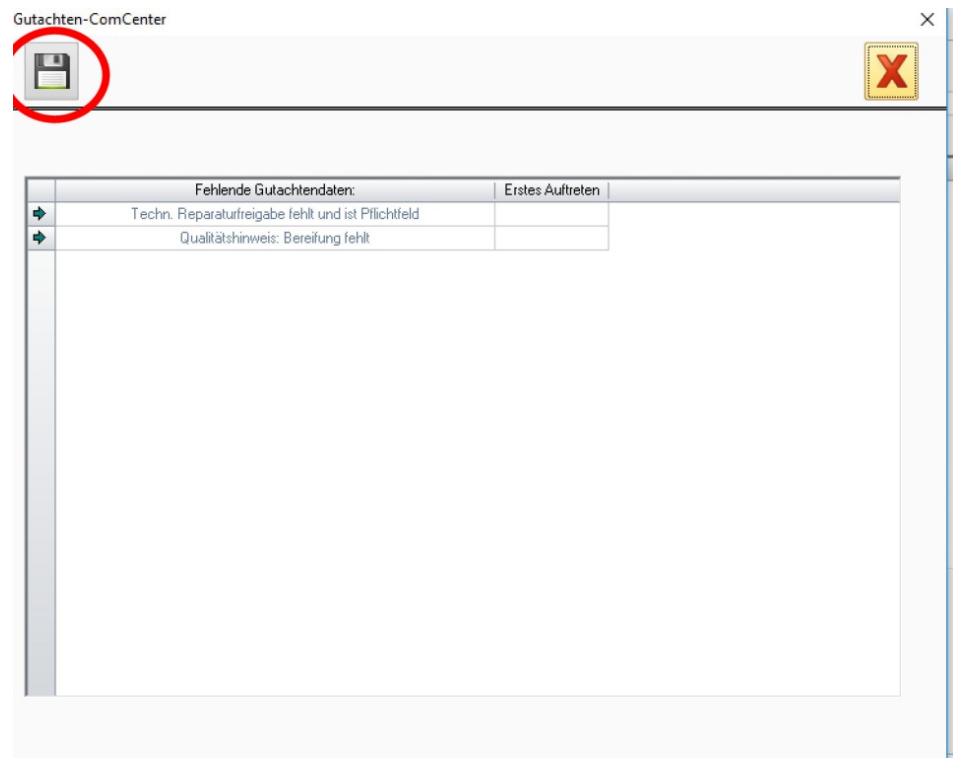 Gutachten-ComCenter
Fehlende Gutachtendaten: Erstes Auftreten
Techn. Reparaturfreigabe fehlt und ist Pflichtfeld
Qualitätshinweis: Bereifung fehlt